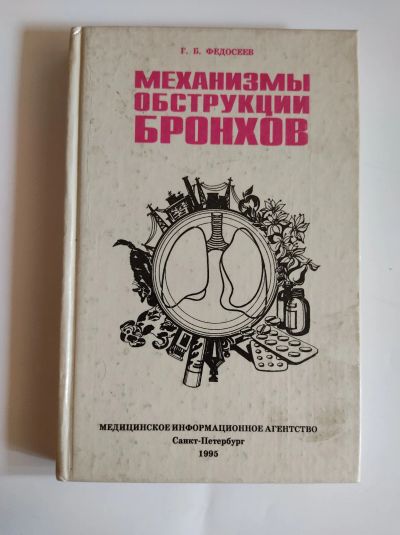 Г. Б. ФЕДОСЕЕВ
МЕХАНИЗМЫ
ОБСТРУКЦИИ
БРОНХОВ
МЕДИЦИНСКОЕ ИНФОРМАЦИОННОЕ АГЕНТСТВО
Санкт-Петербург
1995